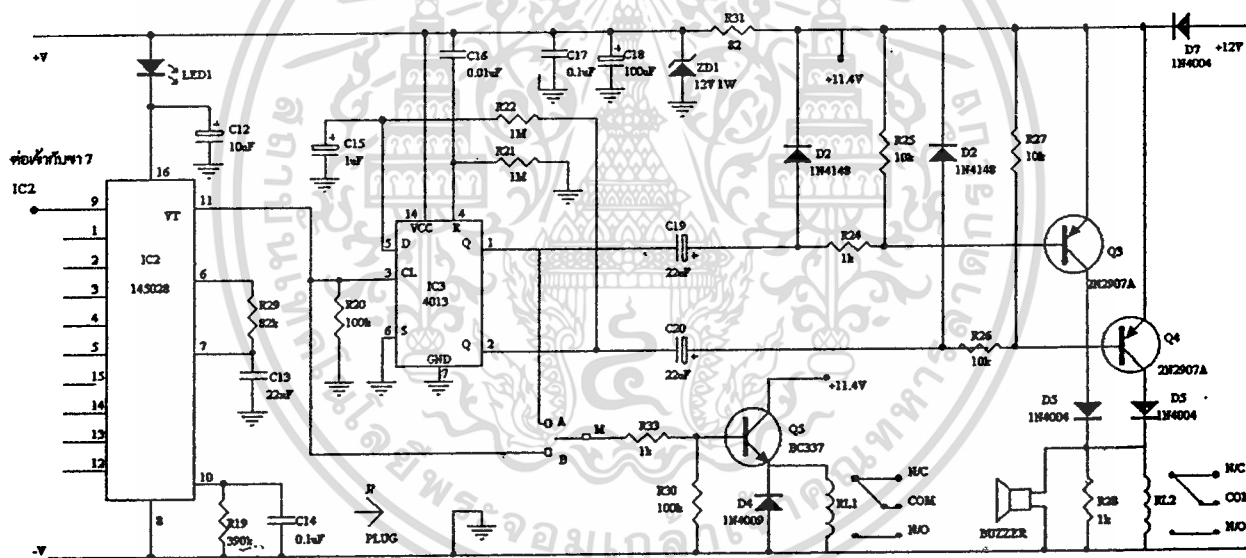 +V
LED1
C12
10uF
ต่อเข้ากับขา 7
IC2
16
9
11
VT
1
2
3
4
5
15
14
13
12
IC2
145028
6
R29
82k
7
C13
22uF
10
R19
390k
C14
0.1uF
8
-V
JP
PLUG
C15
1uF
R20
100k
C16
0.01uF
C17
0.1uF
C18
100uF
ZD1
12V 1W
R31
82
+11.4V
R22
1M
R21
1M
14
VCC
4
R
5
D
Q
1
3
CL
IC3
4013
6
S
Q
2
GND
7
C19
22uF
C20
22uF
D2
1N4148
R25
10k
D2
1N4148
R27
10k
R24
1k
R26
10k
D7
1N4004
+12V
Q3
2N2907A
Q4
2N2907A
D5
1N4004
D5
1N4004
A
B
M
R33
1k
R30
100k
Q5
BC337
+11.4V
D4
1N4009
RL1
N/C
COM
N/O
BUZZER
R28
1k
RL2
N/C
COM
N/O